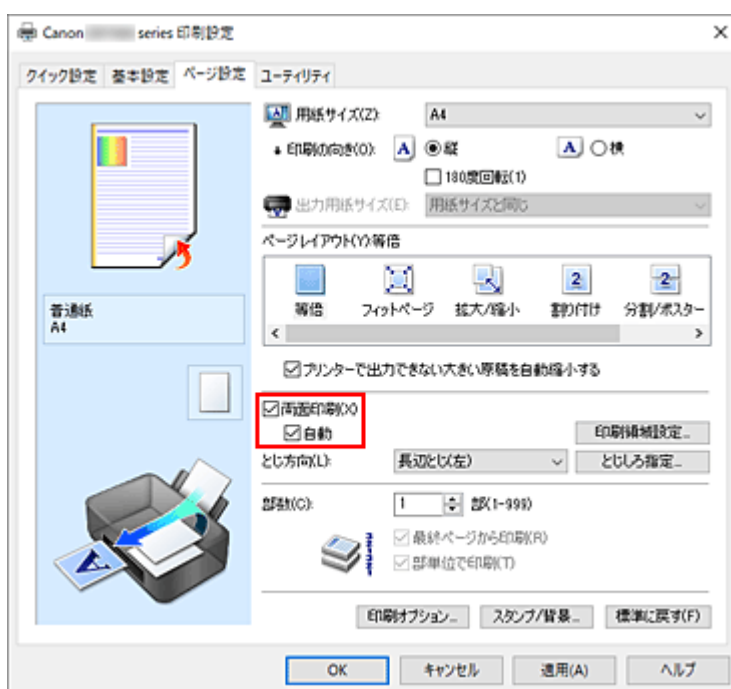 Canon series 印刷設定
クイック設定 基本設定 ページ設定 ユーティリティ
用紙サイズ(Z): A4
印刷の向き(O): A 縦 A 横
180度回転(1)
出力用紙サイズ(E): 用紙サイズと同じ
ページレイアウト(Y):等倍
2 2
等倍 フィットページ 拡大/縮小 割り付け 分割/ポスター
普通紙
A4
プリンターで出力できない大きい原稿を自動縮小する
両面印刷(X)
自動 印刷領域設定...
とじ方向(L): 長辺とじ(左) とじしろ指定...
部数(C): 1 部(1-999)
最終ページから印刷(R)
部単位で印刷(T)
A
印刷オプション... スタンプ/背景... 標準に戻す(F)
OK キャンセル 適用(A) ヘルプ